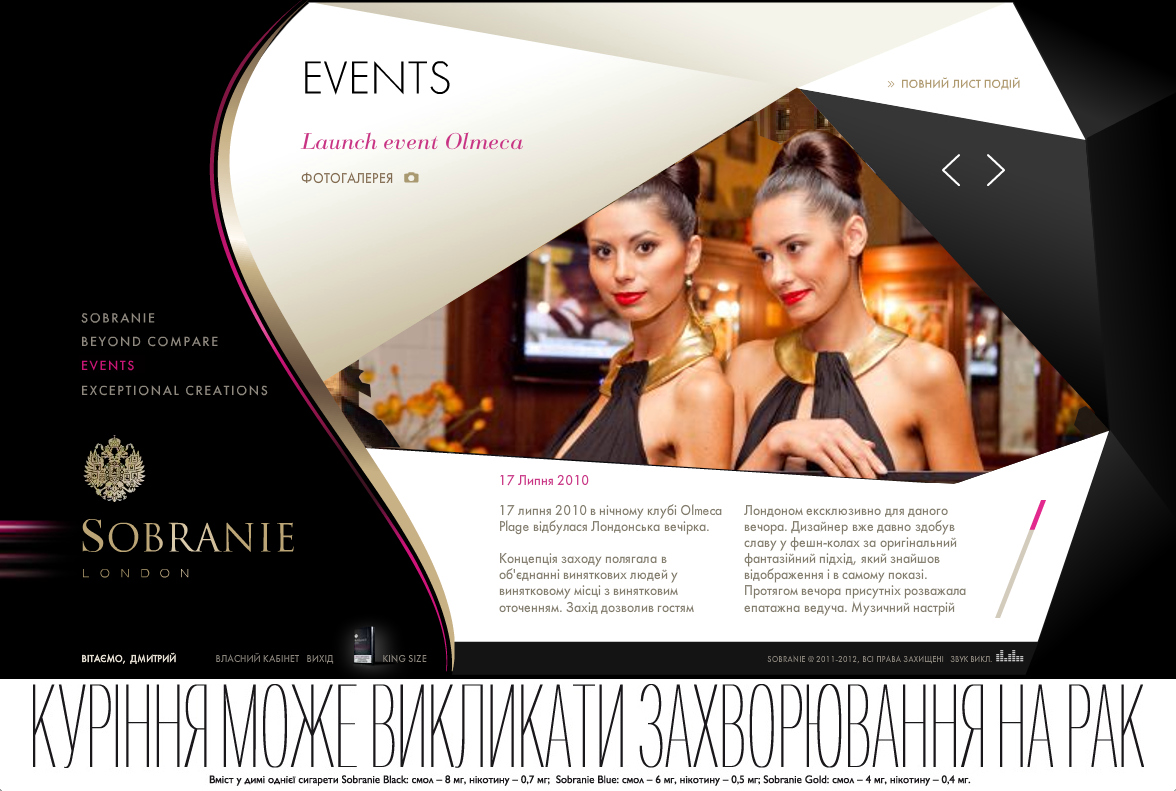 EVENTS
» ПОВНИЙ ЛИСТ ПОДІЙ
Launch event Olmeca
ФОТОГАЛЕРЕЯ
SOBRANIE
BEYOND COMPARE
EVENTS
EXCEPTIONAL CREATIONS
SOBRANIE
LONDON
17 Липня 2010
17 липня 2010 в нічному клубі Olmeca
Plage відбулася Лондонська вечірка.
Концепція заходу полягала в
об'єднанні виняткових людей у
винятковому місці з винятковим
оточенням. Захід дозволив гостям
Лондоном ексклюзивно для даного
вечора. Дизайнер вже давно здобув
славу у фешн-колах за оригінальний
фантазійний підхід, який знайшов
відображення і в самому показі.
Протягом вечора присутніх розважала
епатажна ведуча. Музичний настрій
ВІТАЄМО, ДМИТРИЙ
ВЛАСНИЙ КАБІНЕТ ВИХІД
KING SIZE
SOBRANIE © 2011-2012, ВСІ ПРАВА ЗАХИЩЕНІ ЗВУК ВИКЛ.
КУРІННЯ МОЖЕ ВИКЛИКАТИ ЗАХВОРЮВАННЯ НА РАК
Вміст у димі однієї сигарети Sobranie Black: смол – 8 мг, нікотину – 0,7 мг; Sobranie Blue: смол – 6 мг, нікотину – 0,5 мг; Sobranie Gold: смол – 4 мг, нікотину – 0,4 мг.